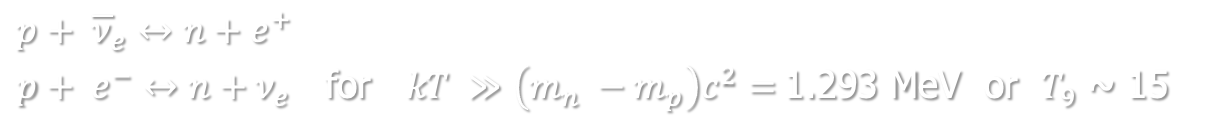 p + ν̅ₑ ⇔ n + e⁺
p + e⁻ ⇔ n + νₑ for kT ≫ (mₙ − mₚ)c² = 1.293 MeV or T₉ ~ 15